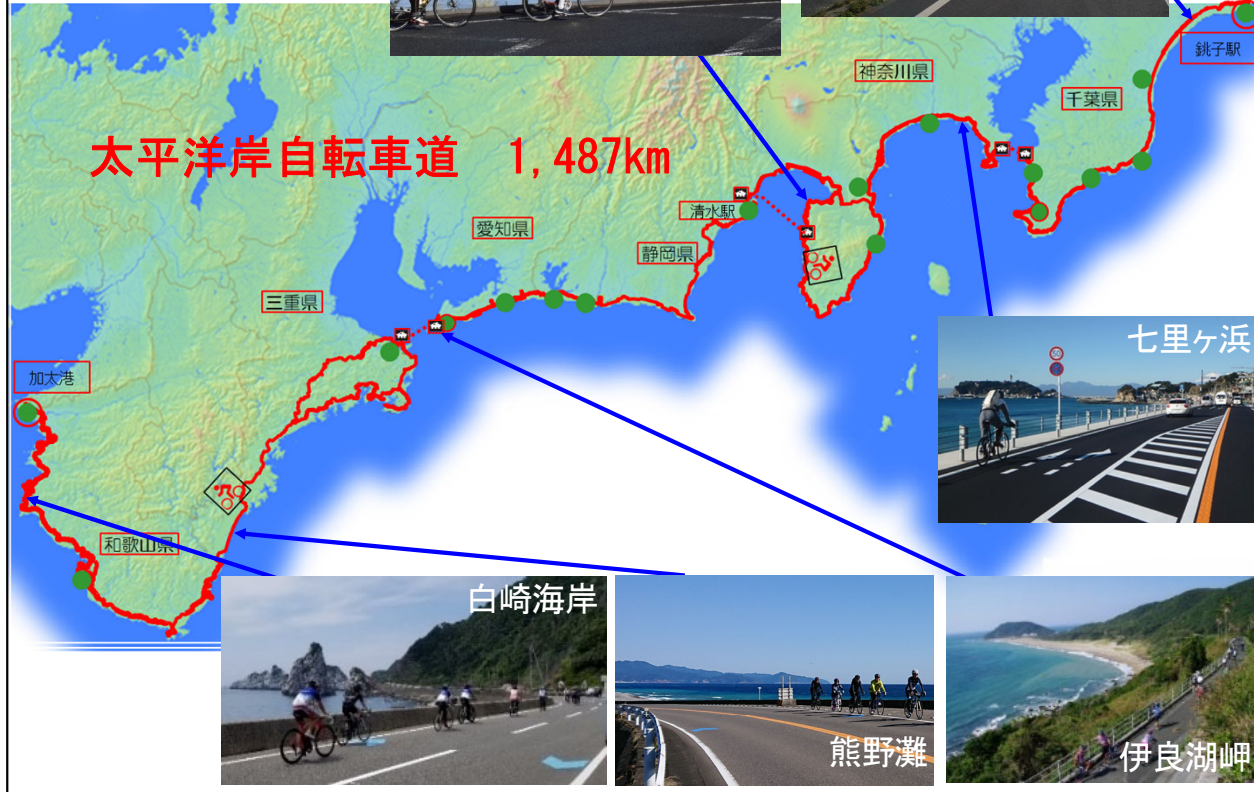 銚子駅
神奈川県
千葉県
太平洋岸自転車道 1,487km
清水駅
愛知県
静岡県
三重県
七里ヶ浜
加太港
和歌山県
白崎海岸
熊野灘
伊良湖岬